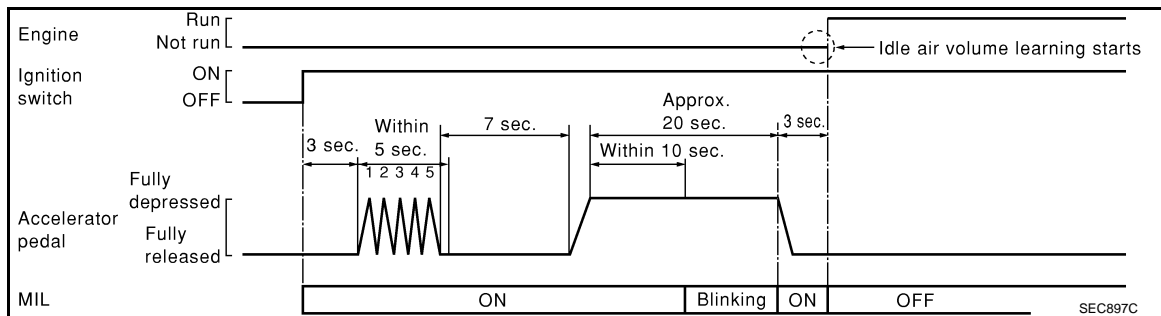 Engine
Run
Not run
Idle air volume learning starts
Ignition
switch
ON
OFF
3 sec.
Within
5 sec.
1 2 3 4 5
7 sec.
Approx.
20 sec.
Within 10 sec.
3 sec.
Accelerator
pedal
Fully
depressed
Fully
released
MIL
ON
Blinking
ON
OFF
SEC897C